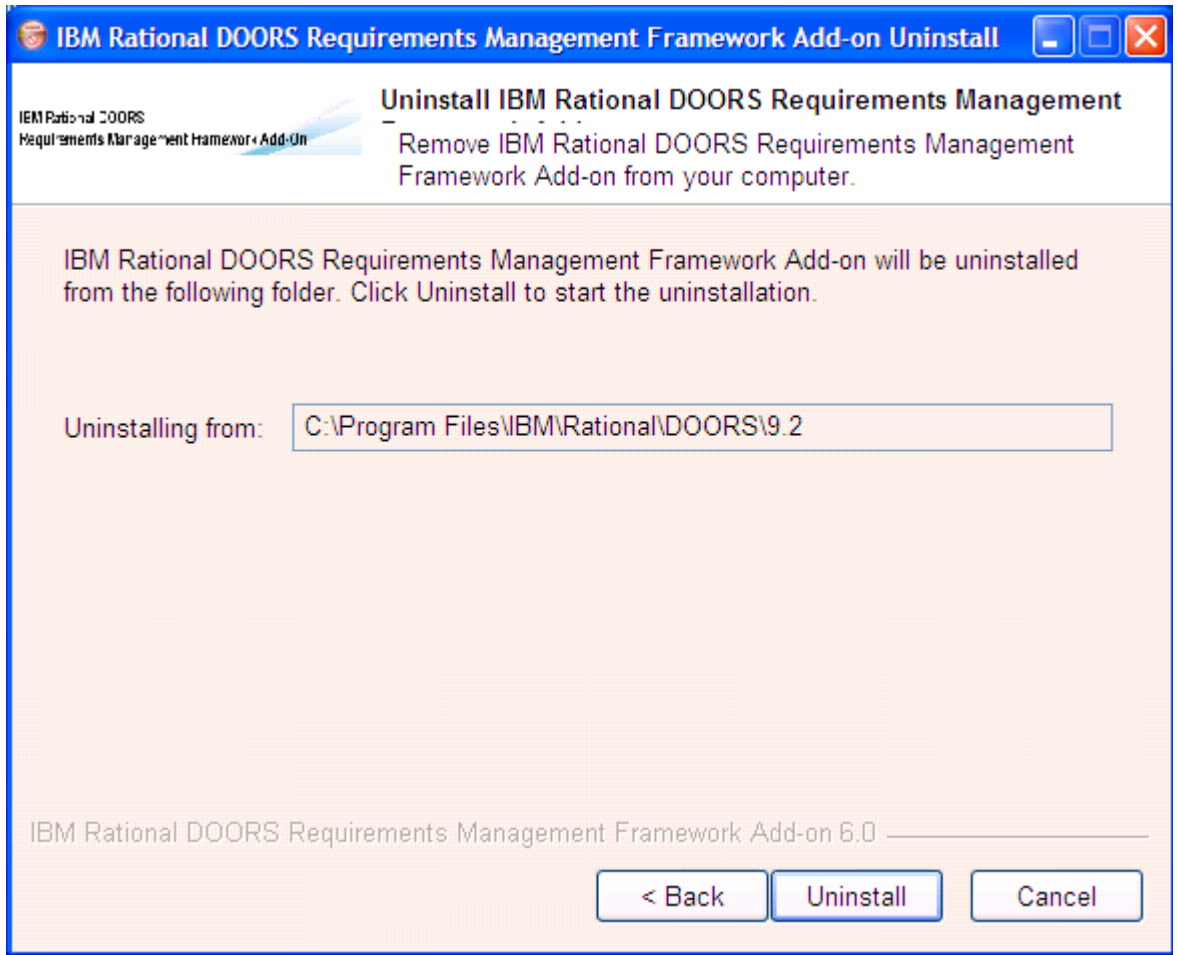 IBM Rational DOORS Requirements Management Framework Add-on Uninstall
IBM Rational DOORS
Requirements Management Framework Add-On
Uninstall IBM Rational DOORS Requirements Management
Remove IBM Rational DOORS Requirements Management
Framework Add-on from your computer.
IBM Rational DOORS Requirements Management Framework Add-on will be uninstalled
from the following folder. Click Uninstall to start the uninstallation.
Uninstalling from: C:\Program Files\IBM\Rational\DOORS\9.2
IBM Rational DOORS Requirements Management Framework Add-on 6.0
< Back Uninstall Cancel